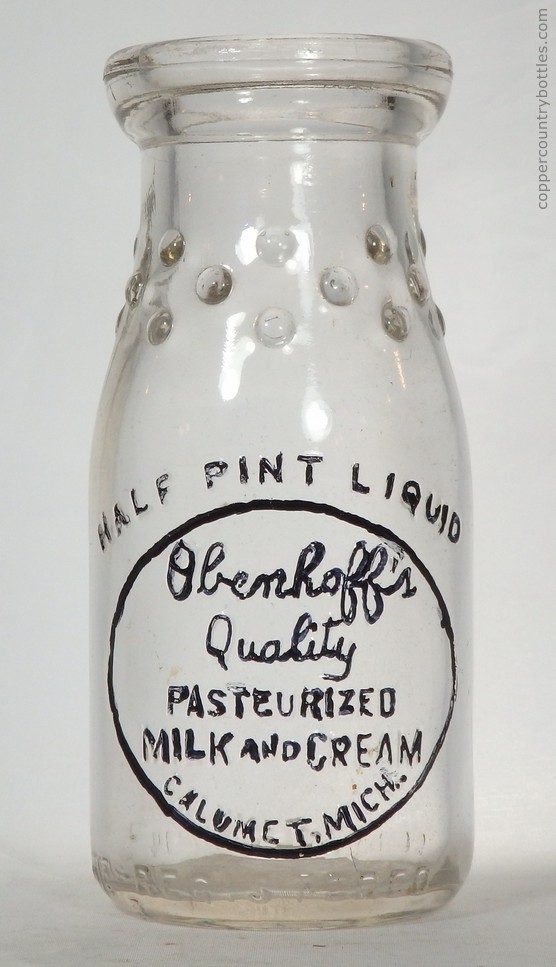 coppercountrybottles.com
HALF PINT LIQUID
Obenhoff's
Quality
PASTEURIZED
MILK AND CREAM
CALUMET, MICH.